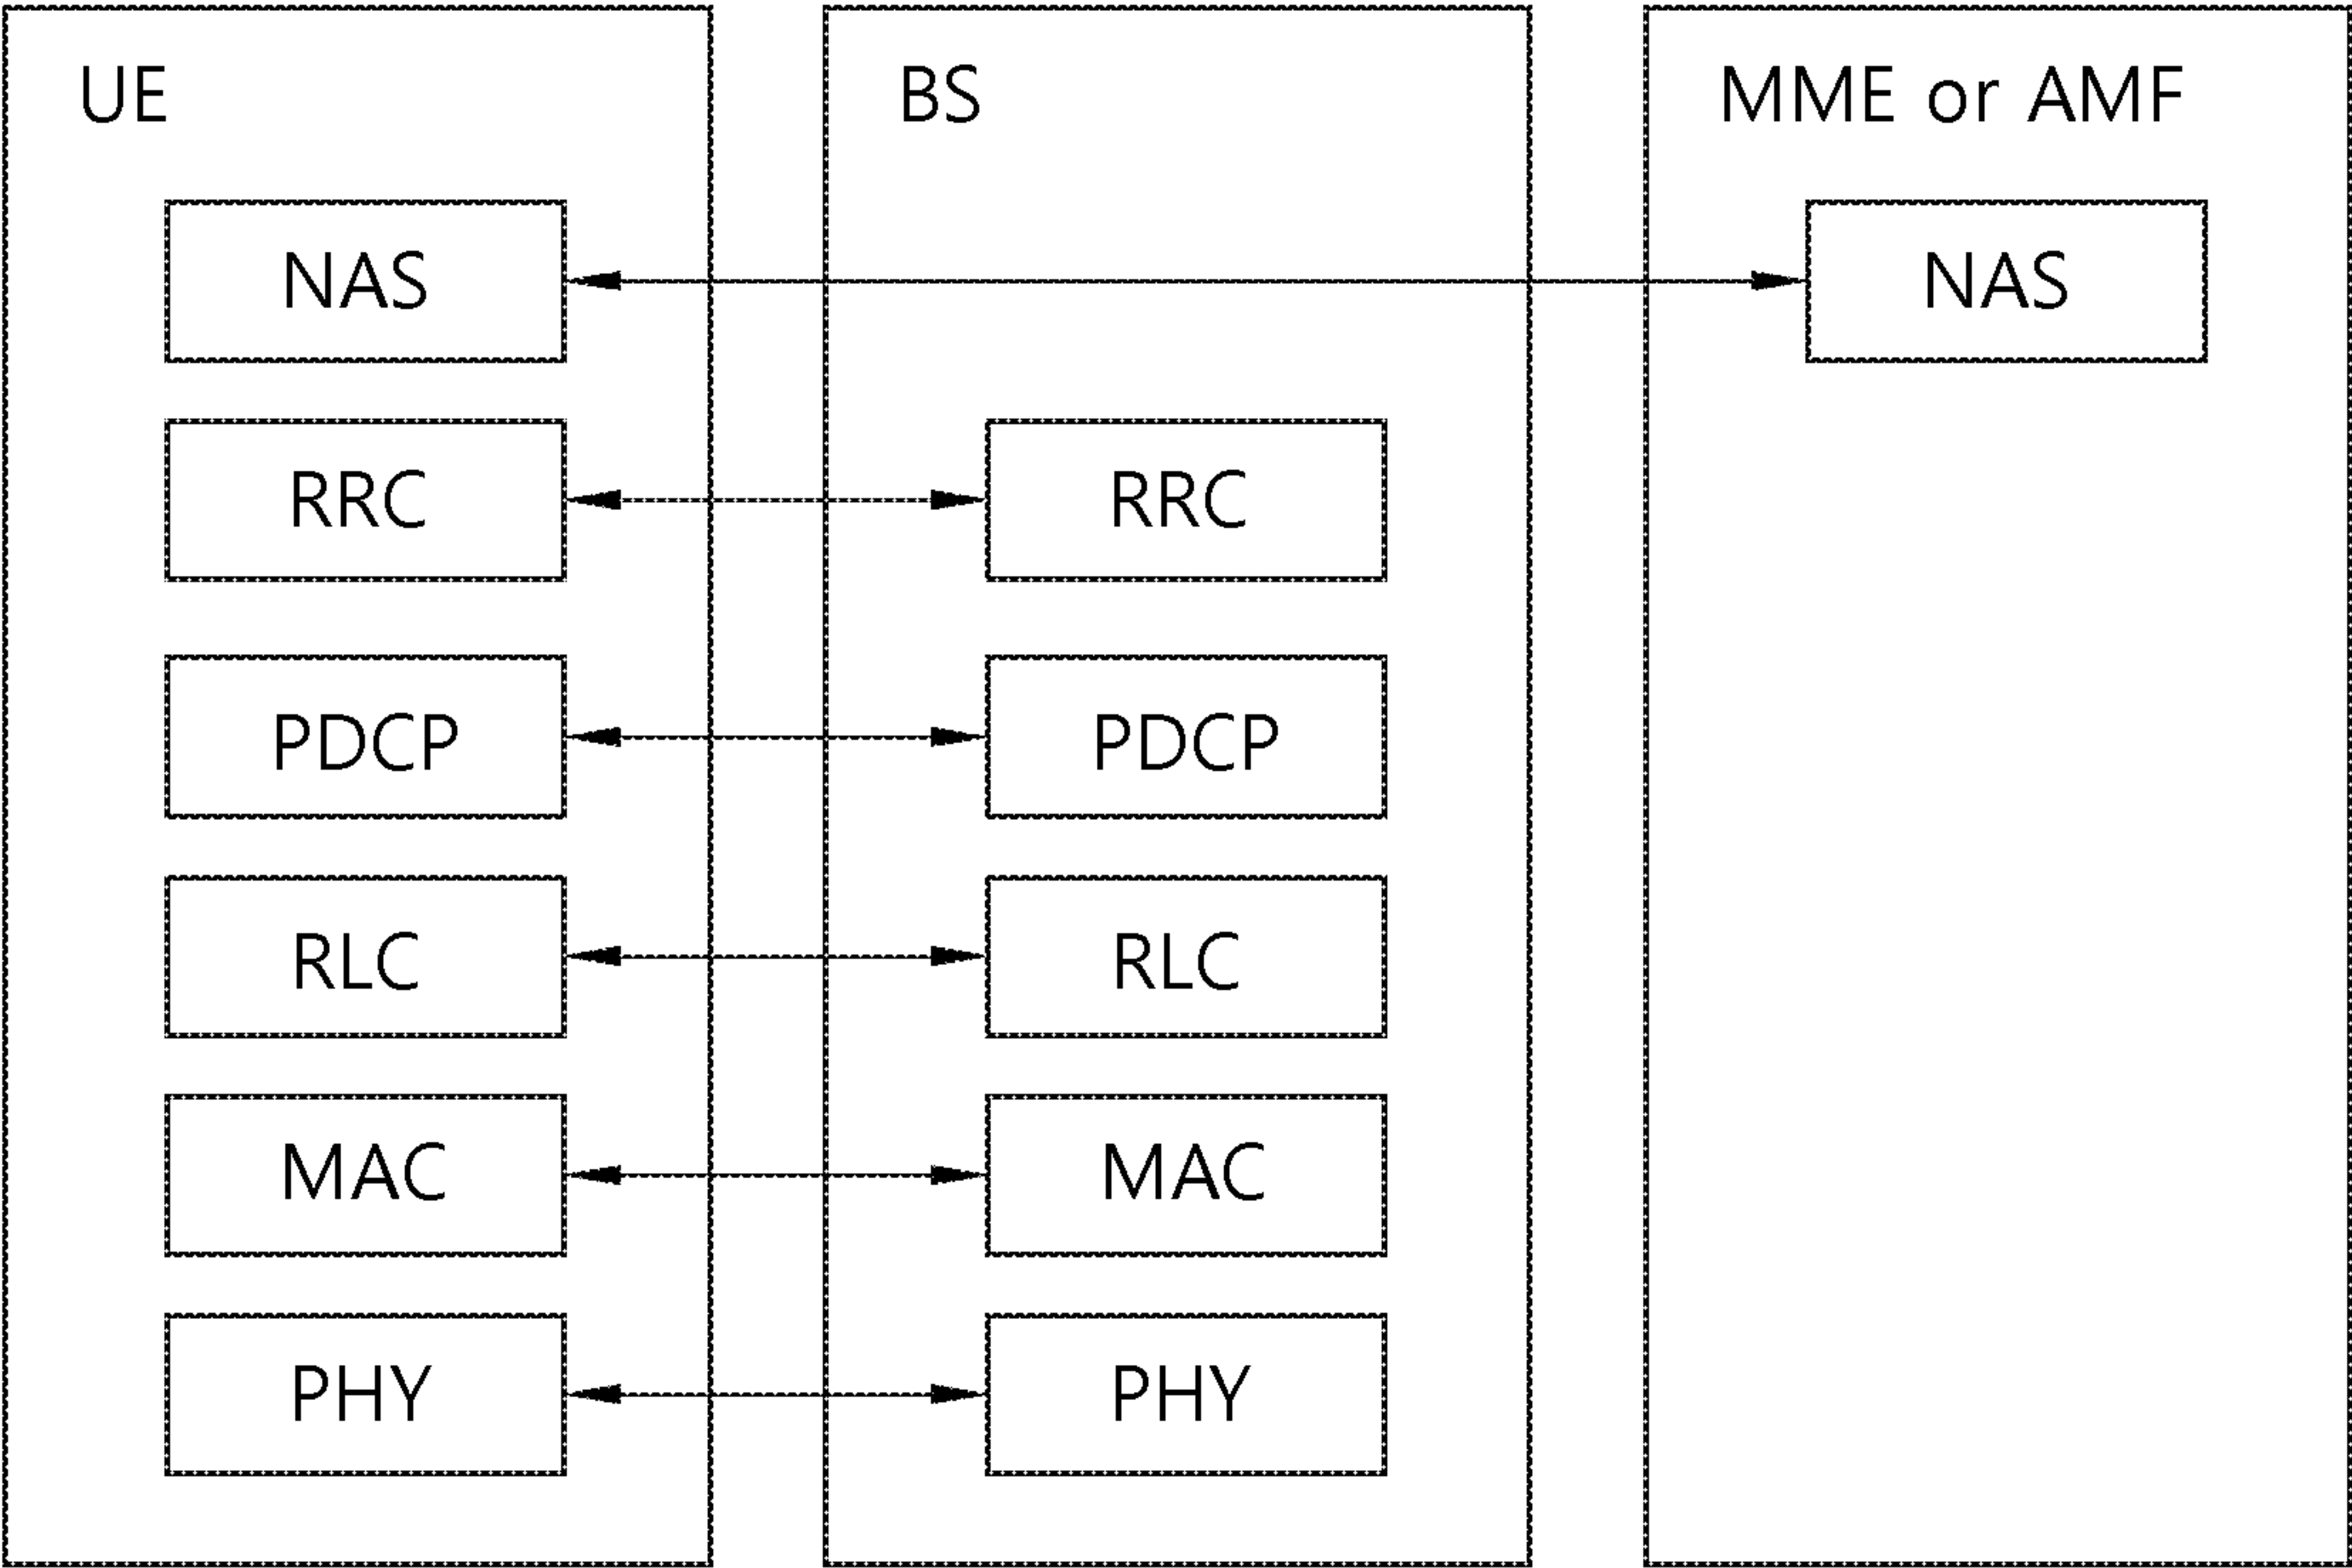 UE
BS
MME or AMF
NAS
NAS
RRC
RRC
PDCP
PDCP
RLC
RLC
MAC
MAC
PHY
PHY